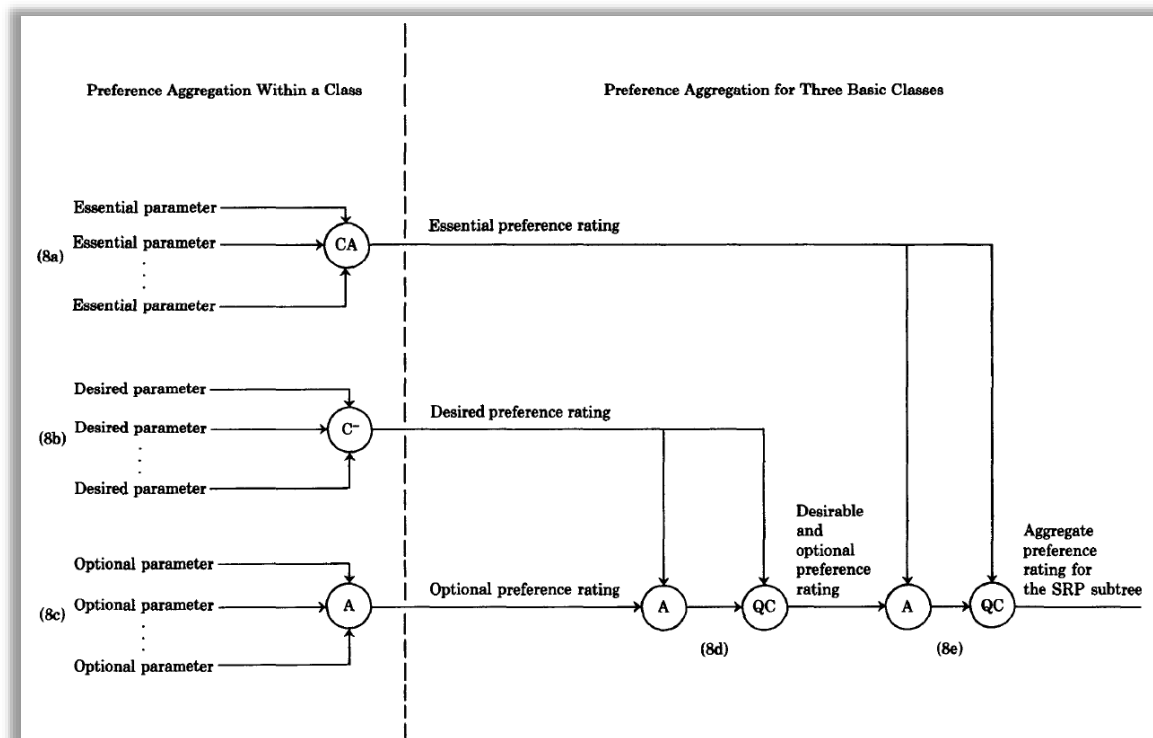 Preference Aggregation Within a Class
Preference Aggregation for Three Basic Classes
Essential parameter
(8a)
Essential parameter
CA
Essential preference rating
Essential parameter
Desired parameter
(8b)
Desired parameter
C−
Desired preference rating
Desired parameter
Optional parameter
(8c)
Optional parameter
A
Optional preference rating
A
QC
Desirable
and
optional
preference
rating
A
QC
Aggregate
preference
rating for
the SRP subtree
(8d)
(8e)
Optional parameter